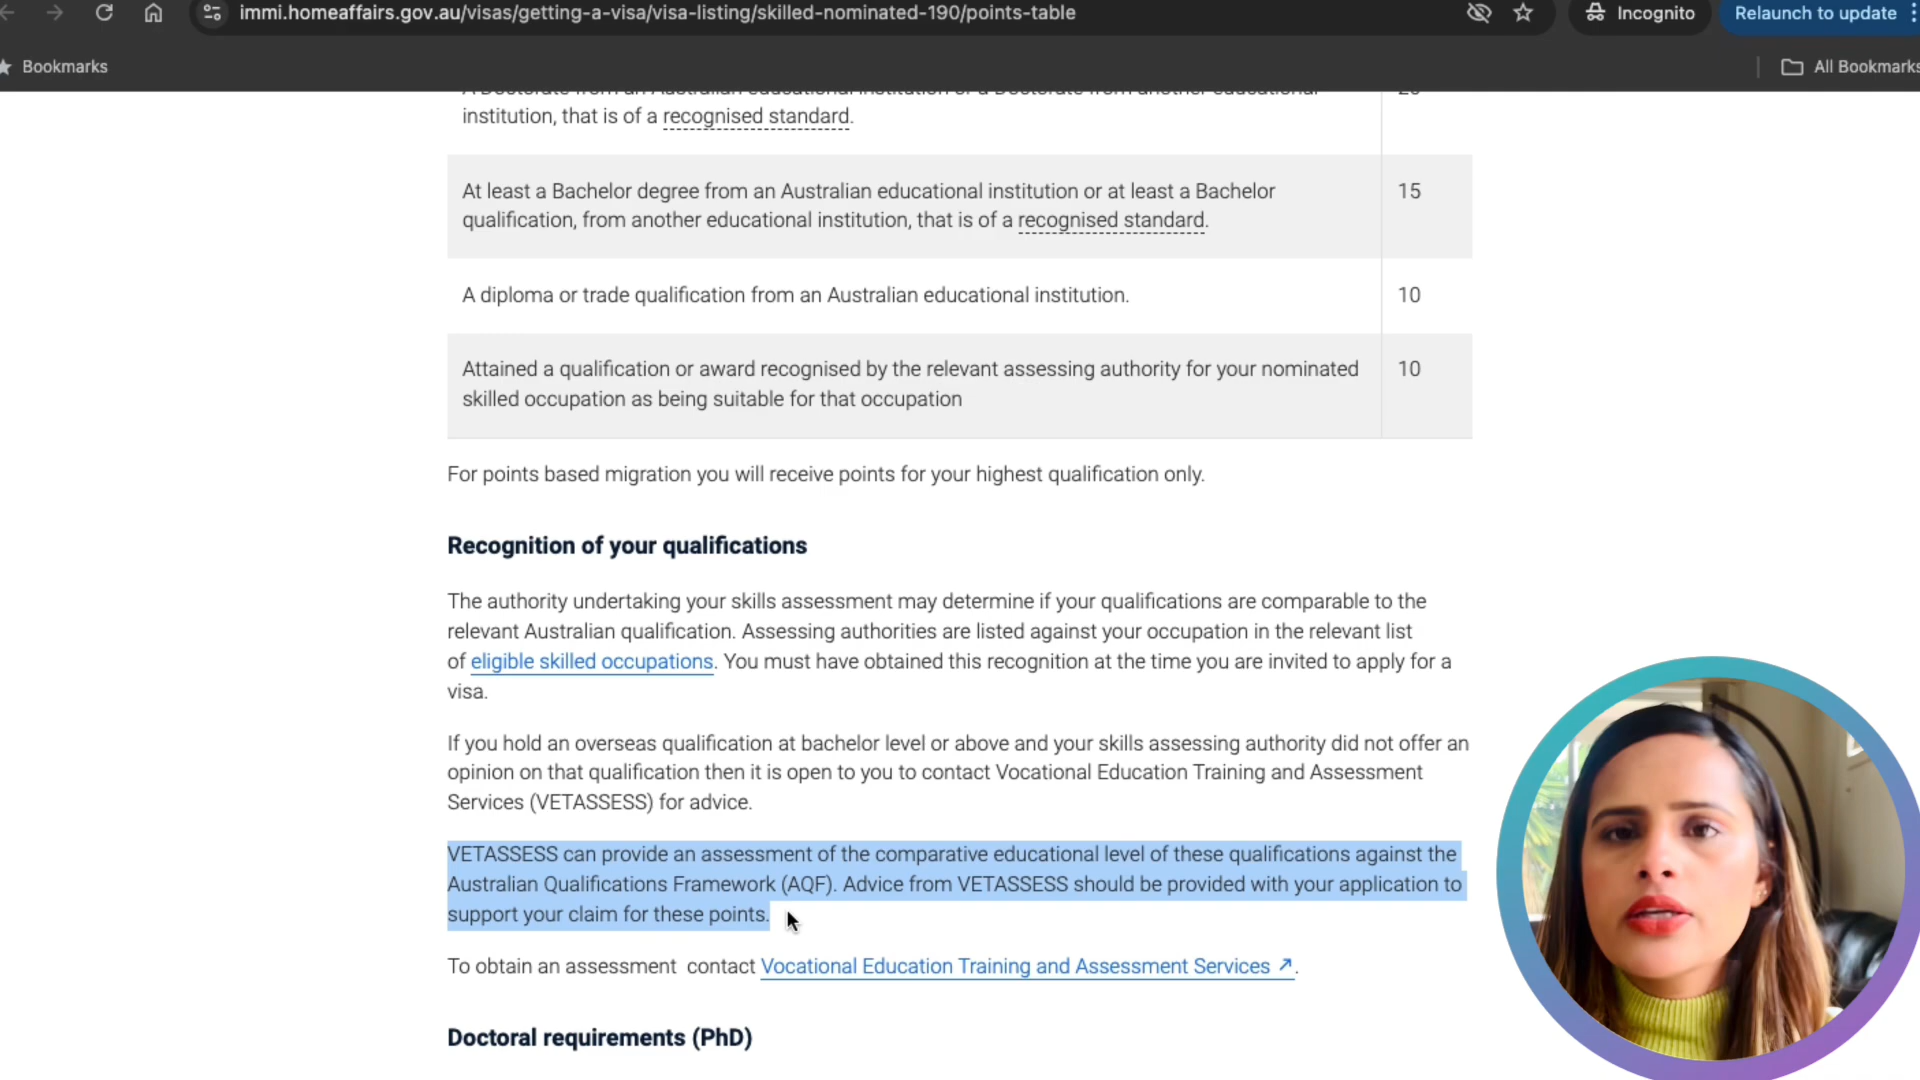 immi.homeaffairs.gov.au/visas/getting-a-visa/visa-listing/skilled-nominated-190/points-table
Incognito
Relaunch to update
Bookmarks
All Bookmarks
A Doctorate from an Australian educational institution or a Doctorate from another educational 20
institution, that is of a recognised standard.
At least a Bachelor degree from an Australian educational institution or at least a Bachelor 15
qualification, from another educational institution, that is of a recognised standard.
A diploma or trade qualification from an Australian educational institution. 10
Attained a qualification or award recognised by the relevant assessing authority for your nominated 10
skilled occupation as being suitable for that occupation
For points based migration you will receive points for your highest qualification only.
Recognition of your qualifications
The authority undertaking your skills assessment may determine if your qualifications are comparable to the
relevant Australian qualification. Assessing authorities are listed against your occupation in the relevant list
of eligible skilled occupations. You must have obtained this recognition at the time you are invited to apply for a
visa.
If you hold an overseas qualification at bachelor level or above and your skills assessing authority did not offer an
opinion on that qualification then it is open to you to contact Vocational Education Training and Assessment
Services (VETASSESS) for advice.
VETASSESS can provide an assessment of the comparative educational level of these qualifications against the
Australian Qualifications Framework (AQF). Advice from VETASSESS should be provided with your application to
support your claim for these points.
To obtain an assessment contact Vocational Education Training and Assessment Services ↗.
Doctoral requirements (PhD)